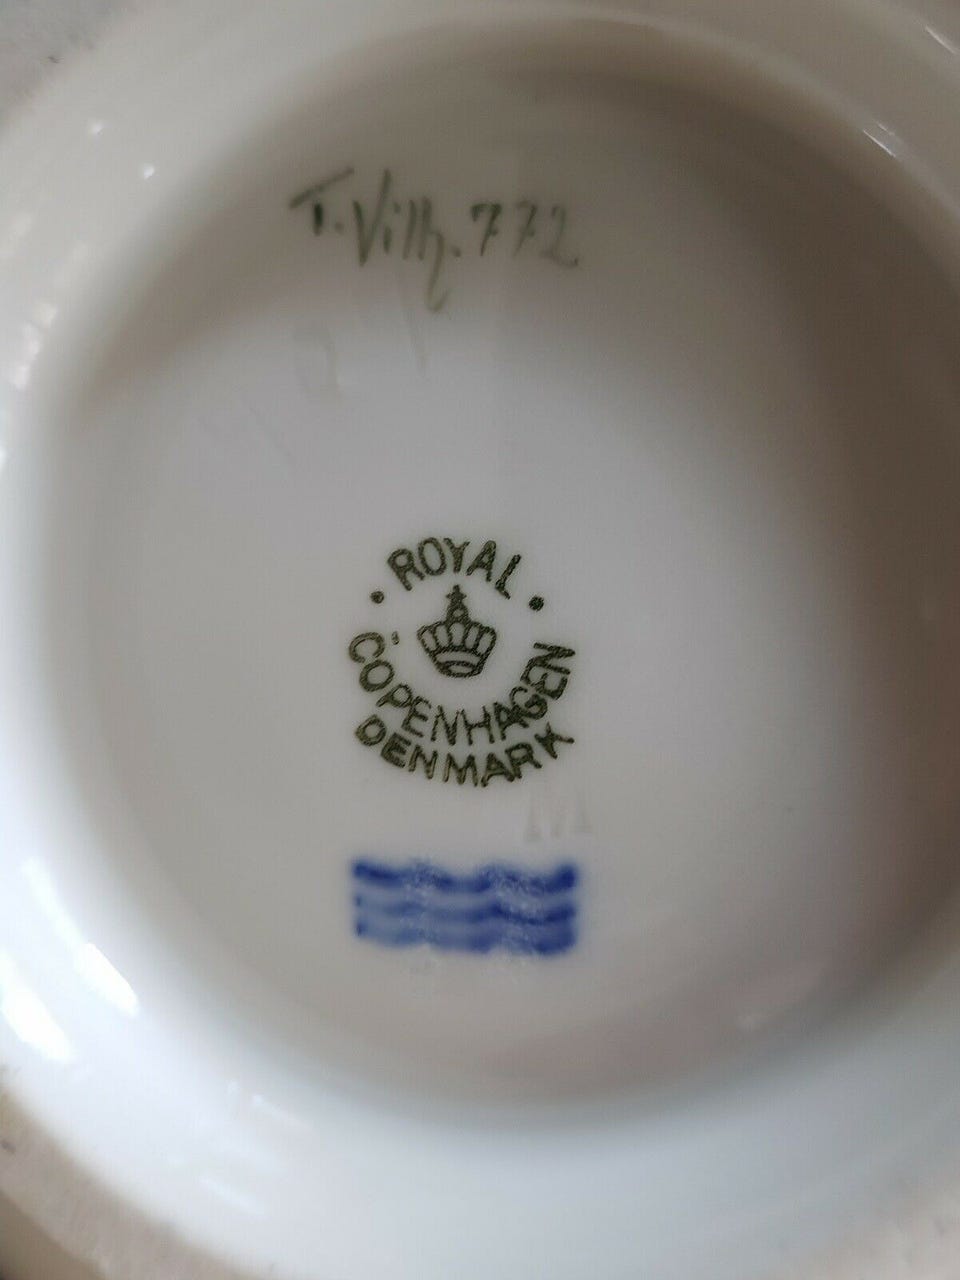 T. Vilh. 772
ROYAL
COPENHAGEN
DENMARK